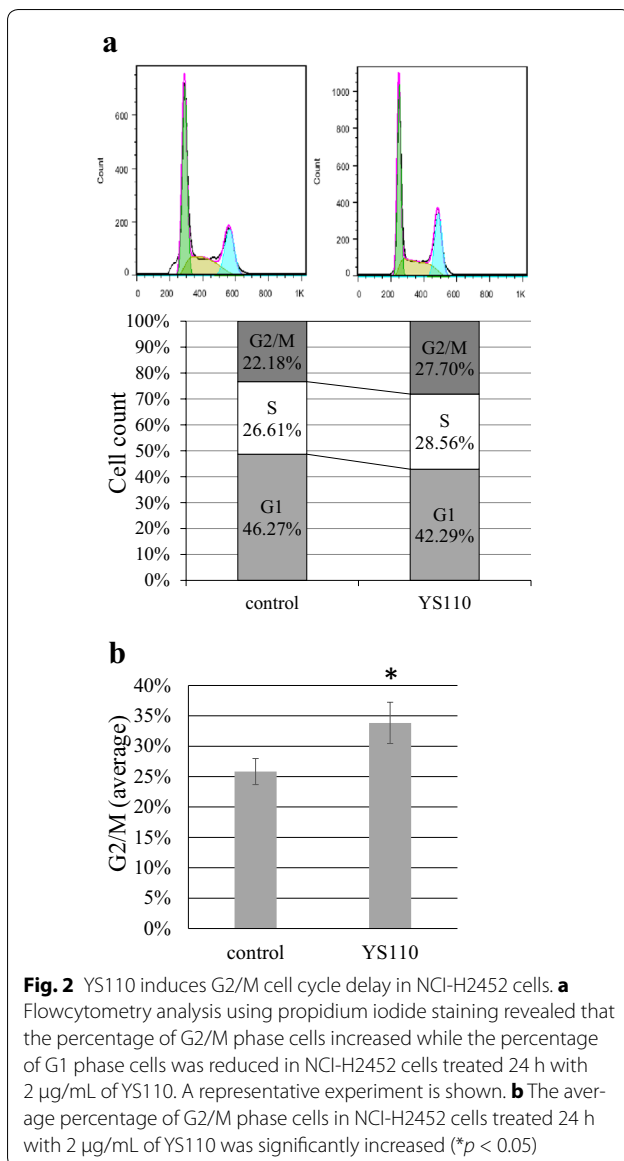 a
600
400
200
0
Count
0 200 400 600 800 1K
1000
800
600
400
200
0
Count
0 200 400 600 800 1K
100%
90%
80%
70%
60%
50%
40%
30%
20%
10%
0%
Cell count
G2/M
22.18%
S
26.61%
G1
46.27%
G2/M
27.70%
S
28.56%
G1
42.29%
control YS110
b
40%
35%
30%
25%
20%
15%
10%
5%
0%
G2/M (average)
*
control YS110
Fig. 2 YS110 induces G2/M cell cycle delay in NCI-H2452 cells. a
Flowcytometry analysis using propidium iodide staining revealed that
the percentage of G2/M phase cells increased while the percentage
of G1 phase cells was reduced in NCI-H2452 cells treated 24 h with
2 µg/mL of YS110. A representative experiment is shown. b The aver-
age percentage of G2/M phase cells in NCI-H2452 cells treated 24 h
with 2 µg/mL of YS110 was significantly increased (*p < 0.05)